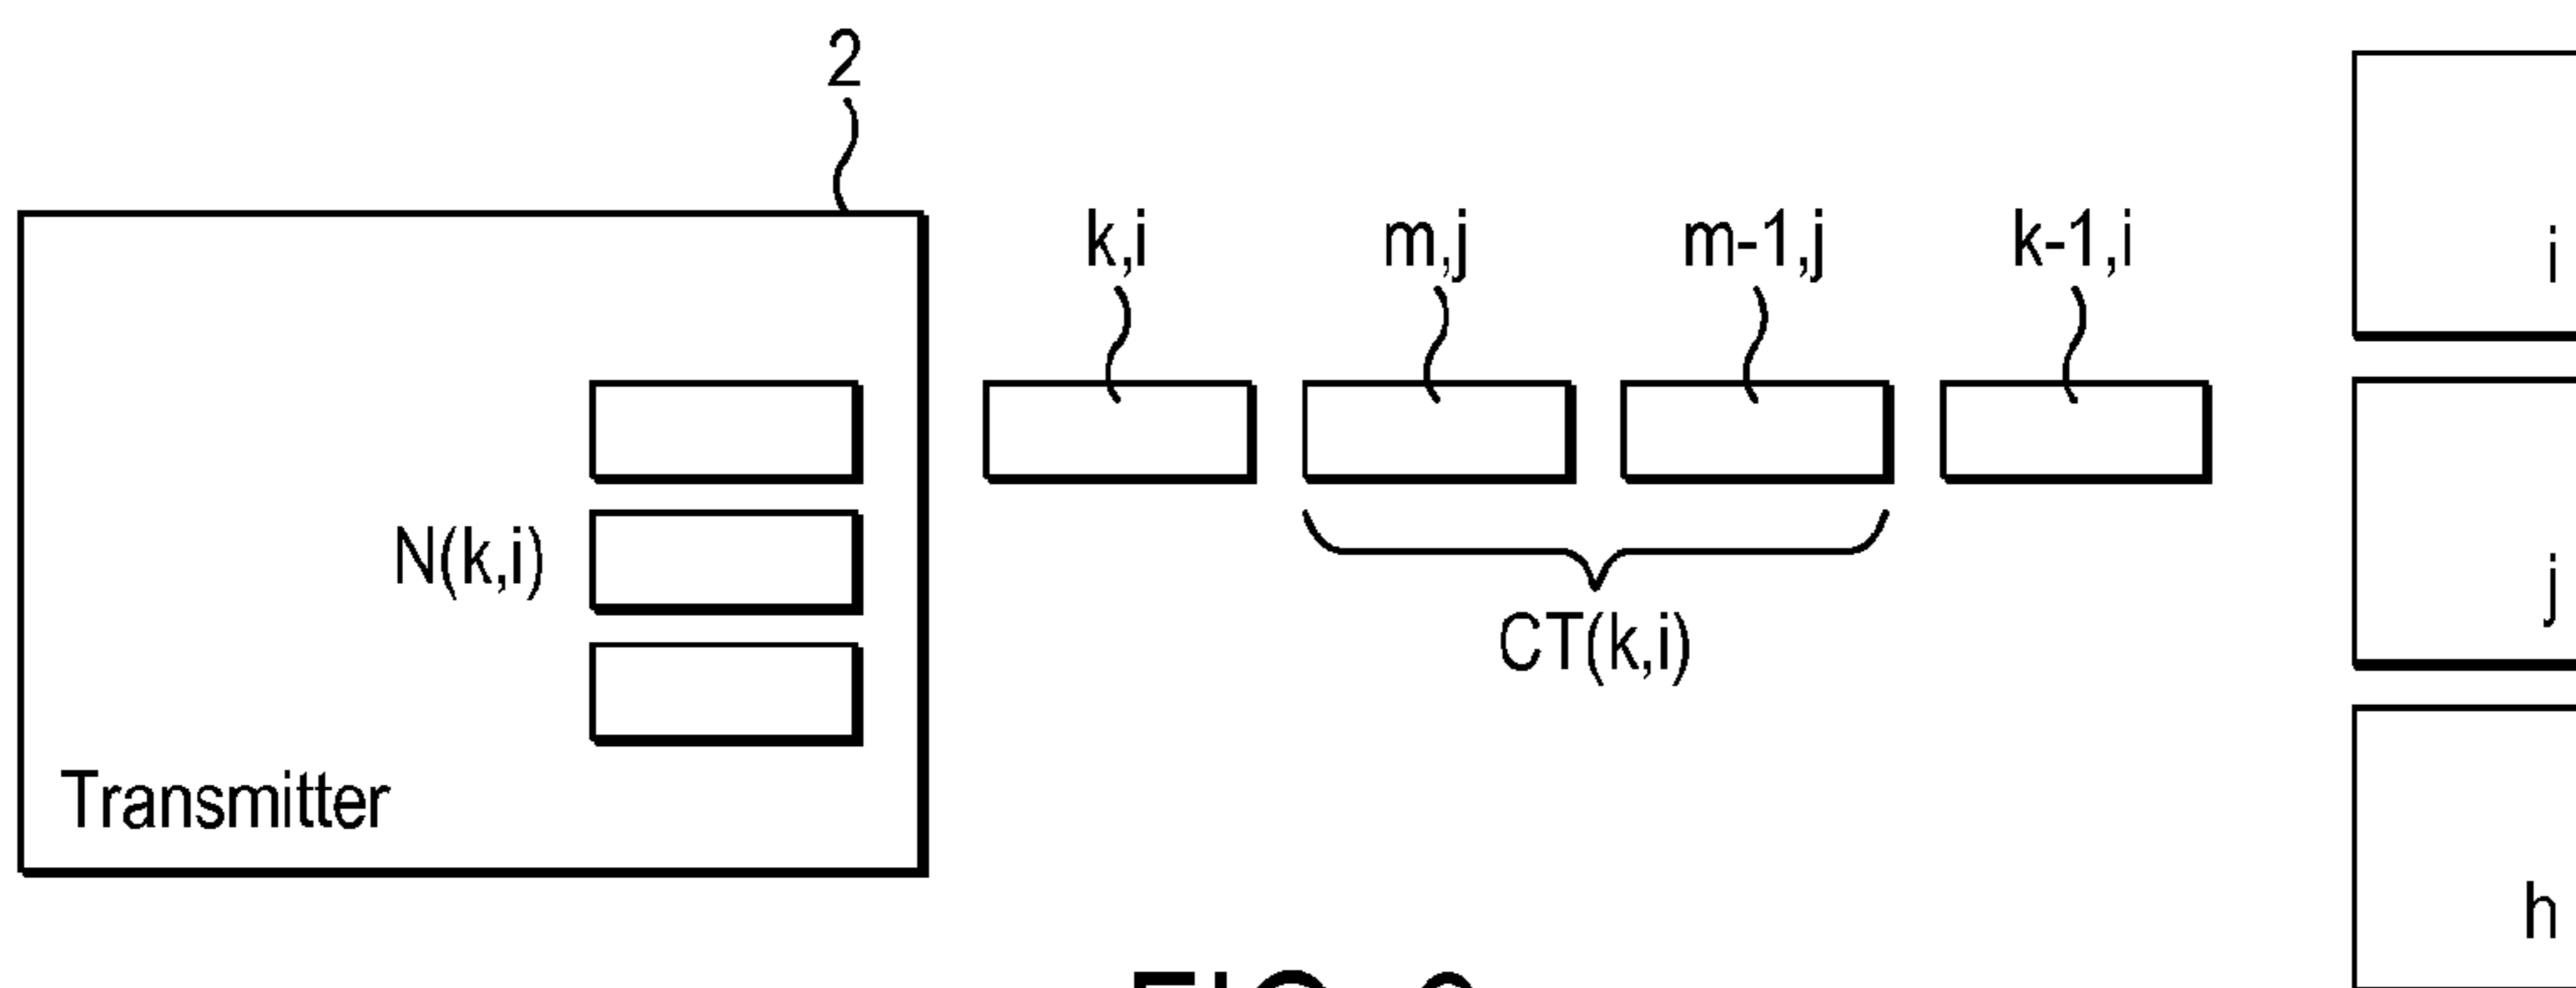 2
k,i
m,j
m-1,j
k-1,i
i
N(k,i)
j
CT(k,i)
Transmitter
h